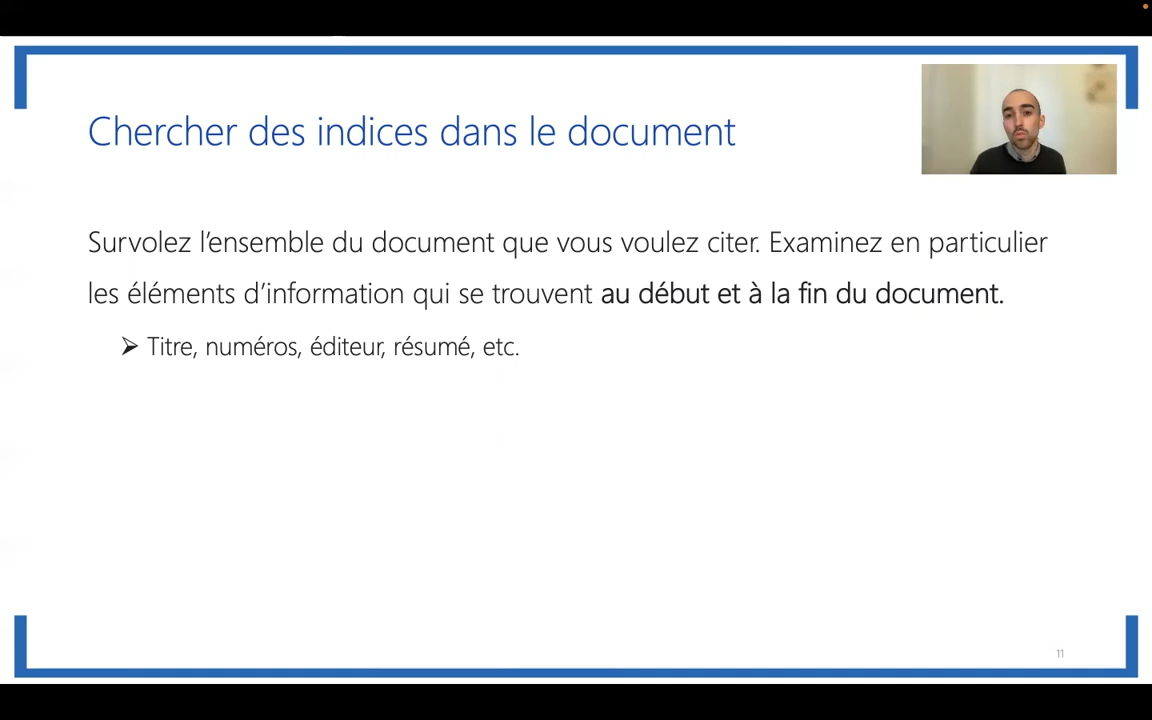 Chercher des indices dans le document
Survolez l’ensemble du document que vous voulez citer. Examinez en particulier
les éléments d’information qui se trouvent au début et à la fin du document.
➢ Titre, numéros, éditeur, résumé, etc.
11